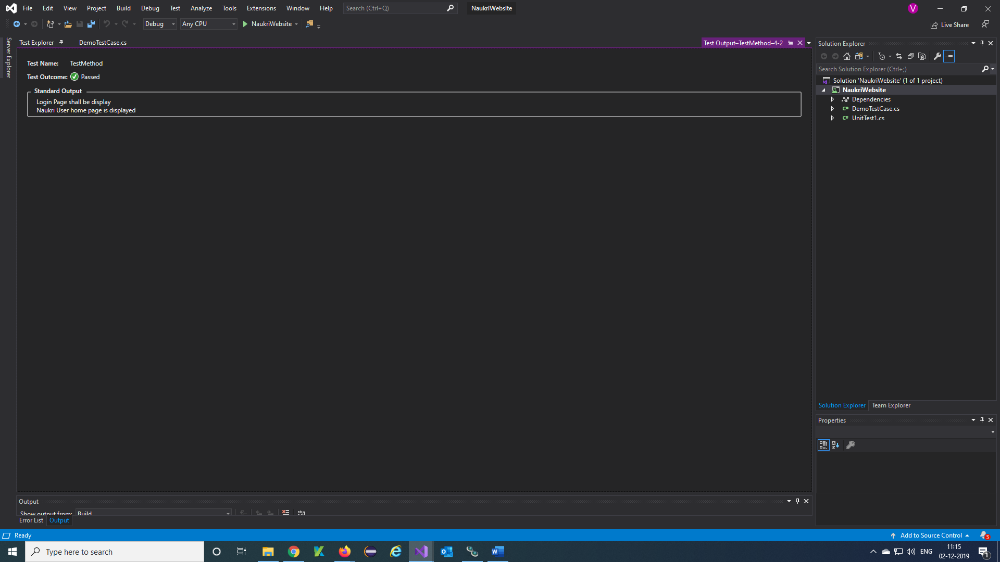 File Edit View Project Build Debug Test Analyze Tools Extensions Window Help Search (Ctrl+Q) NaukriWebsite V
Debug Any CPU NaukriWebsite Live Share
Server Explorer
Test Explorer DemoTestCase.cs Test Output–TestMethod–4-2
Test Name: TestMethod
Test Outcome: Passed
Standard Output
Login Page shall be display
Naukri User home page is displayed
Solution Explorer
Search Solution Explorer (Ctrl+;)
Solution 'NaukriWebsite' (1 of 1 project)
NaukriWebsite
Dependencies
C# DemoTestCase.cs
C# UnitTest1.cs
Solution Explorer Team Explorer
Properties
Output
Show output from: Build
Error List Output
Ready Add to Source Control 3
Type here to search ENG 11:15
02-12-2019 1